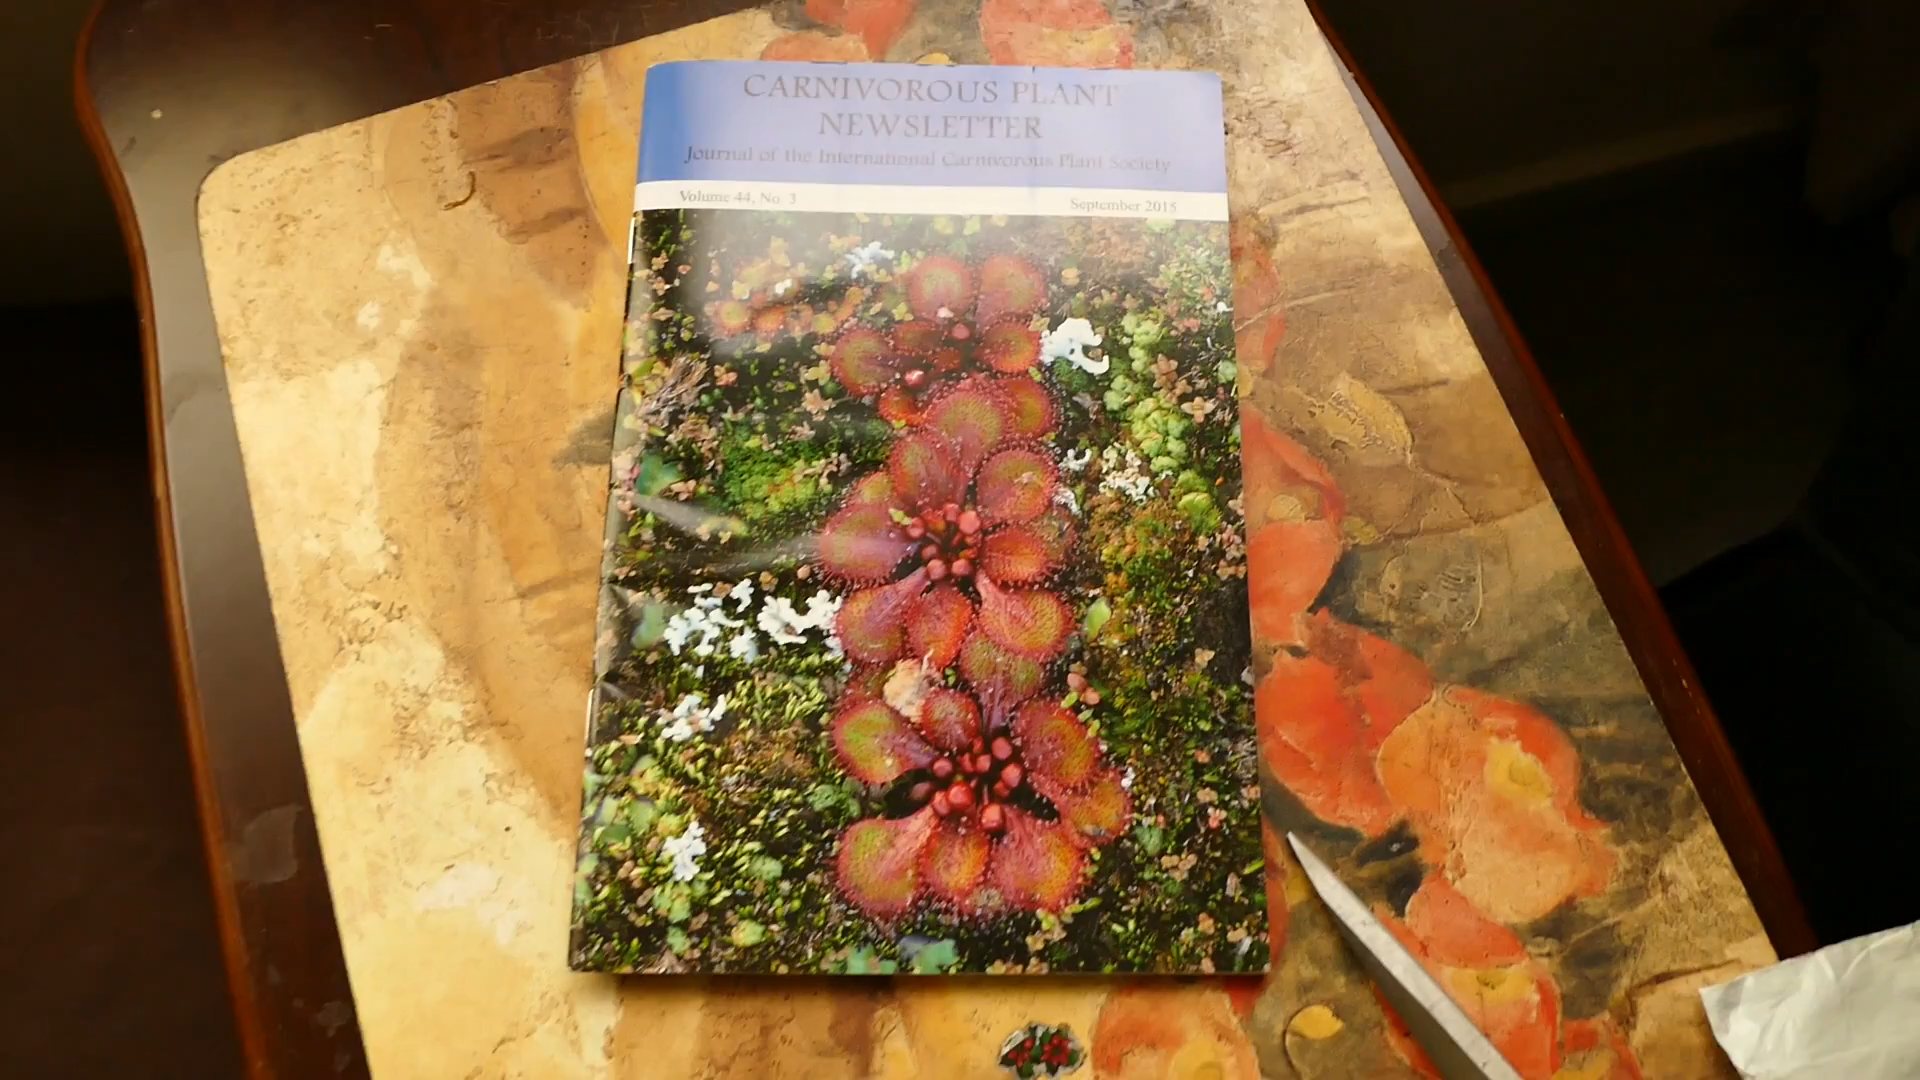 CARNIVOROUS PLANT
NEWSLETTER
Journal of the International Carnivorous Plant Society
Volume 44, No. 3
September 2015